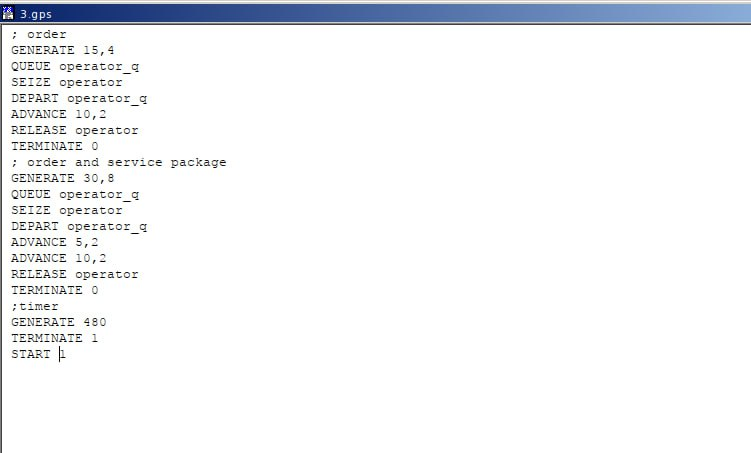 3.gps
; order
GENERATE 15,4
QUEUE operator_q
SEIZE operator
DEPART operator_q
ADVANCE 10,2
RELEASE operator
TERMINATE 0
; order and service package
GENERATE 30,8
QUEUE operator_q
SEIZE operator
DEPART operator_q
ADVANCE 5,2
ADVANCE 10,2
RELEASE operator
TERMINATE 0
;timer
GENERATE 480
TERMINATE 1
START 1